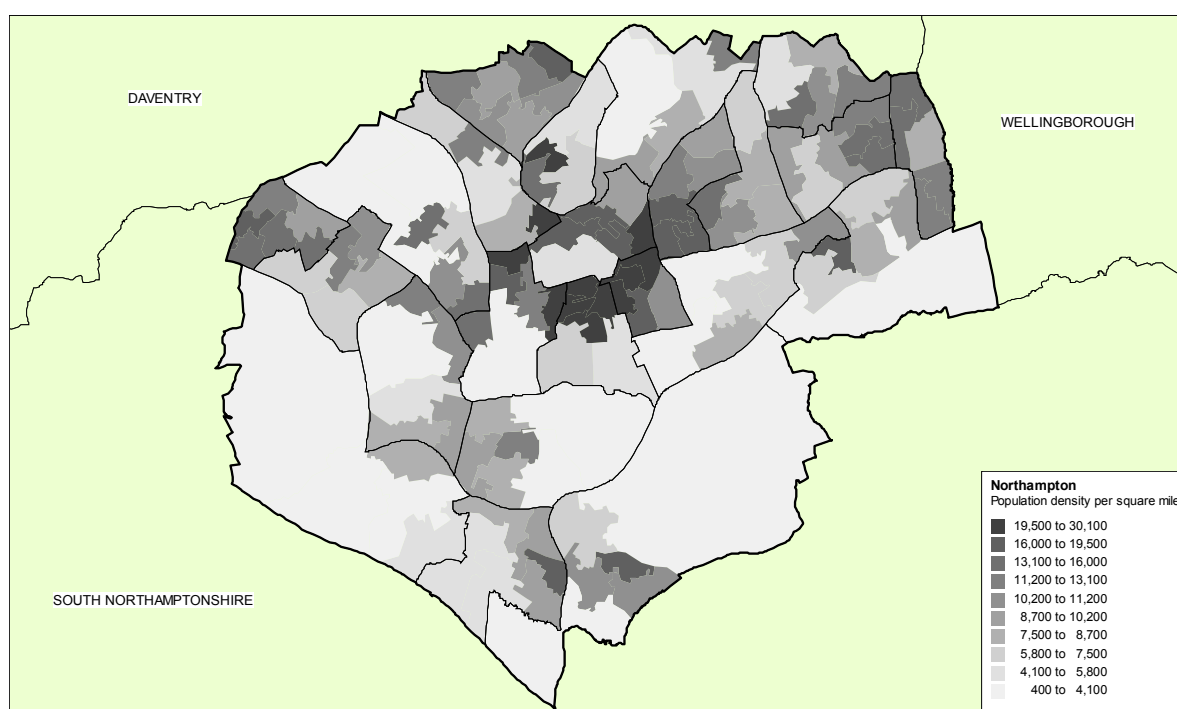 DAVENTRY
WELLINGBOROUGH
SOUTH NORTHAMPTONSHIRE
Northampton
Population density per square mile
19,500 to 30,100
16,000 to 19,500
13,100 to 16,000
11,200 to 13,100
10,200 to 11,200
8,700 to 10,200
7,500 to 8,700
5,800 to 7,500
4,100 to 5,800
400 to 4,100